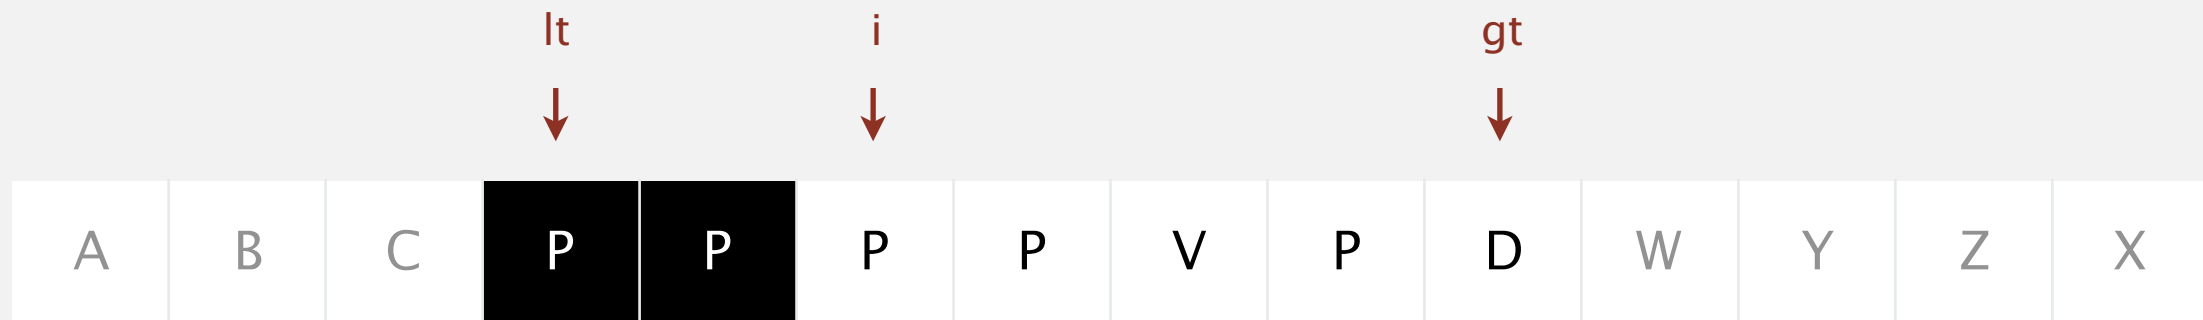 lt i gt
A B C P P P P V P D W Y Z X